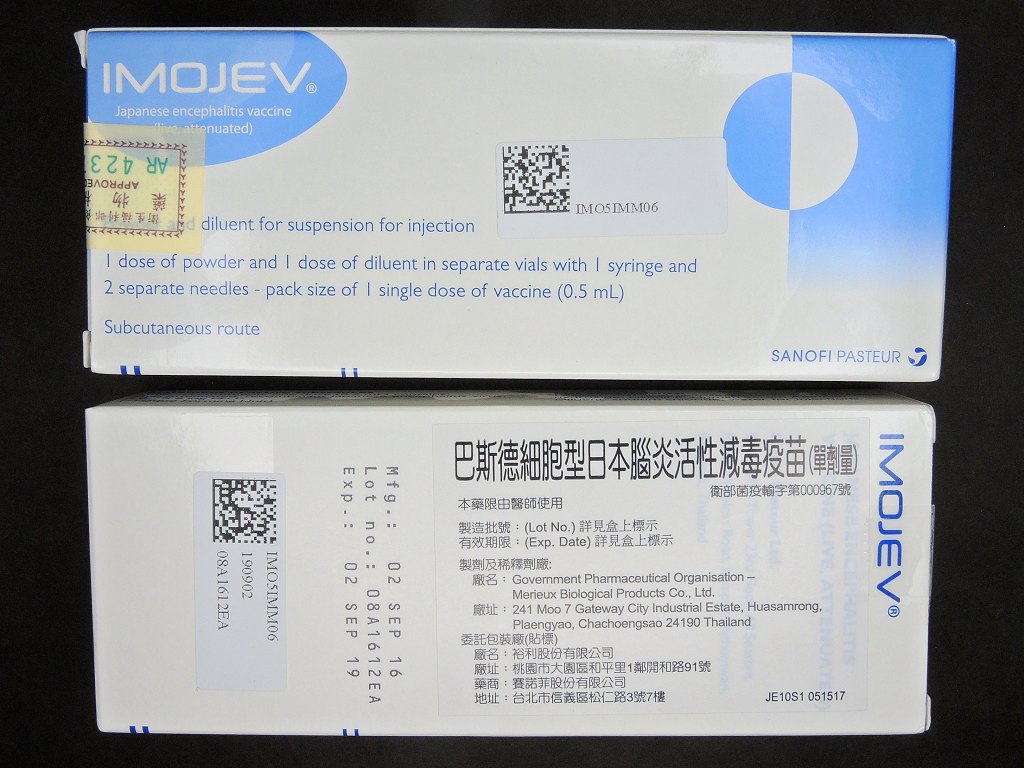 IMOJEV®
Japanese encephalitis vaccine
(live, attenuated)
AR 423
APPROVED
藥物
衛生福利部
and diluent for suspension for injection
1 dose of powder and 1 dose of diluent in separate vials with 1 syringe and
2 separate needles - pack size of 1 single dose of vaccine (0.5 mL)
Subcutaneous route
IMO5IMM06
SANOFI PASTEUR
IMO5IMM06
190902
08A1612EA
Mfg.: 02 SEP 16
Lot no.: 08A1612EA
Exp.: 02 SEP 19
巴斯德細胞型日本腦炎活性減毒疫苗(單劑量)
衛部菌疫輸字第000967號
本藥限由醫師使用
製造批號：(Lot No.) 詳見盒上標示
有效期限：(Exp. Date) 詳見盒上標示
製劑及稀釋劑廠:
廠名： Government Pharmaceutical Organisation –
Merieux Biological Products Co., Ltd.
廠址： 241 Moo 7 Gateway City Industrial Estate, Huasamrong,
Plaengyao, Chachoengsao 24190 Thailand
委託包裝廠(貼標)
廠名：裕利股份有限公司
廠址：桃園市大園區和平里1鄰開和路91號
藥商：賽諾菲股份有限公司
地址：台北市信義區松仁路3號7樓
JE10S1 051517
IMOJEV®